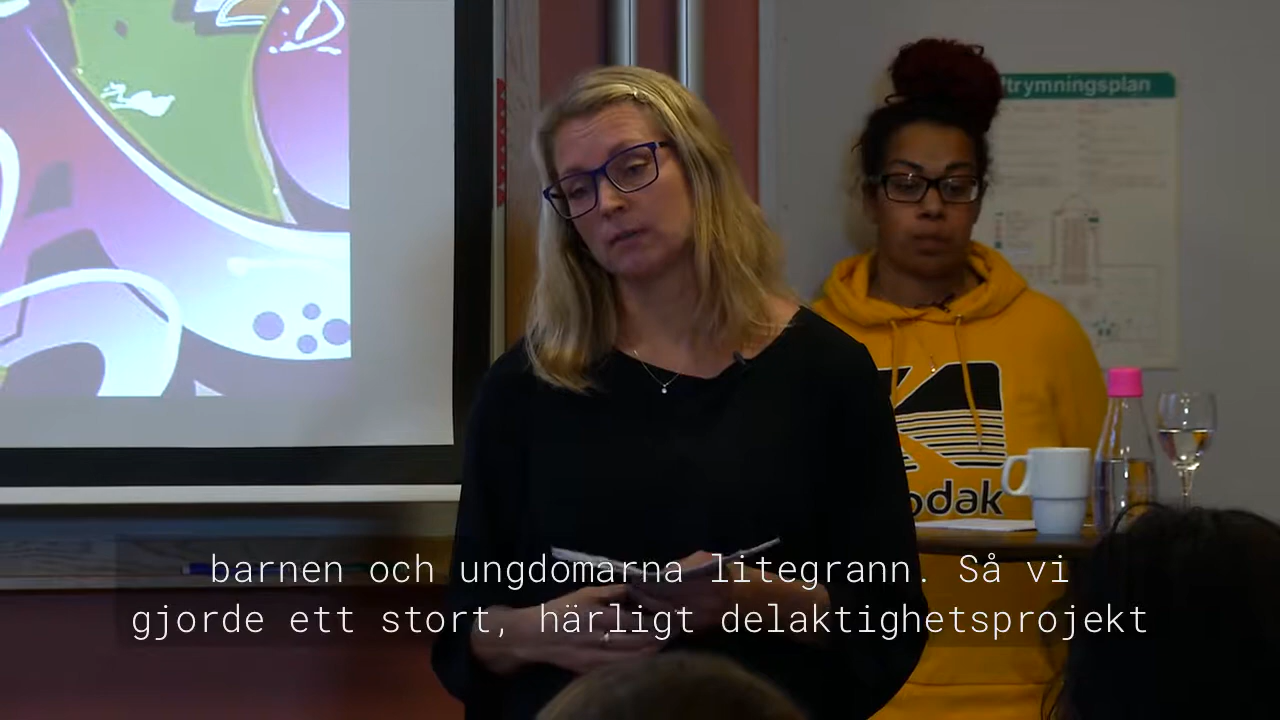 trymningsplan
odak
barnen och ungdomarna litegrann. Så vi
gjorde ett stort, härligt delaktighetsprojekt